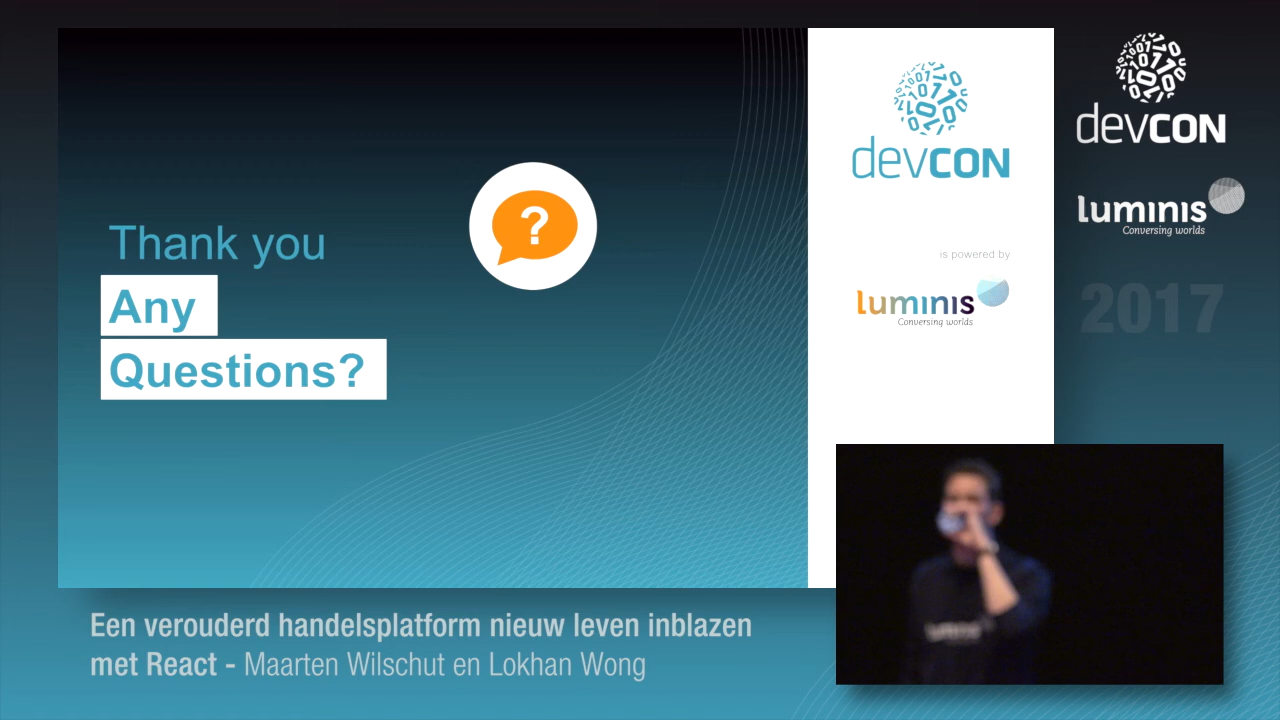 Thank you
Any
Questions?
?
devcon
is powered by
luminis
Conversing worlds
devcon
luminis
Conversing worlds
2017
Een verouderd handelsplatform nieuw leven inblazen
met React - Maarten Wilschut en Lokhan Wong